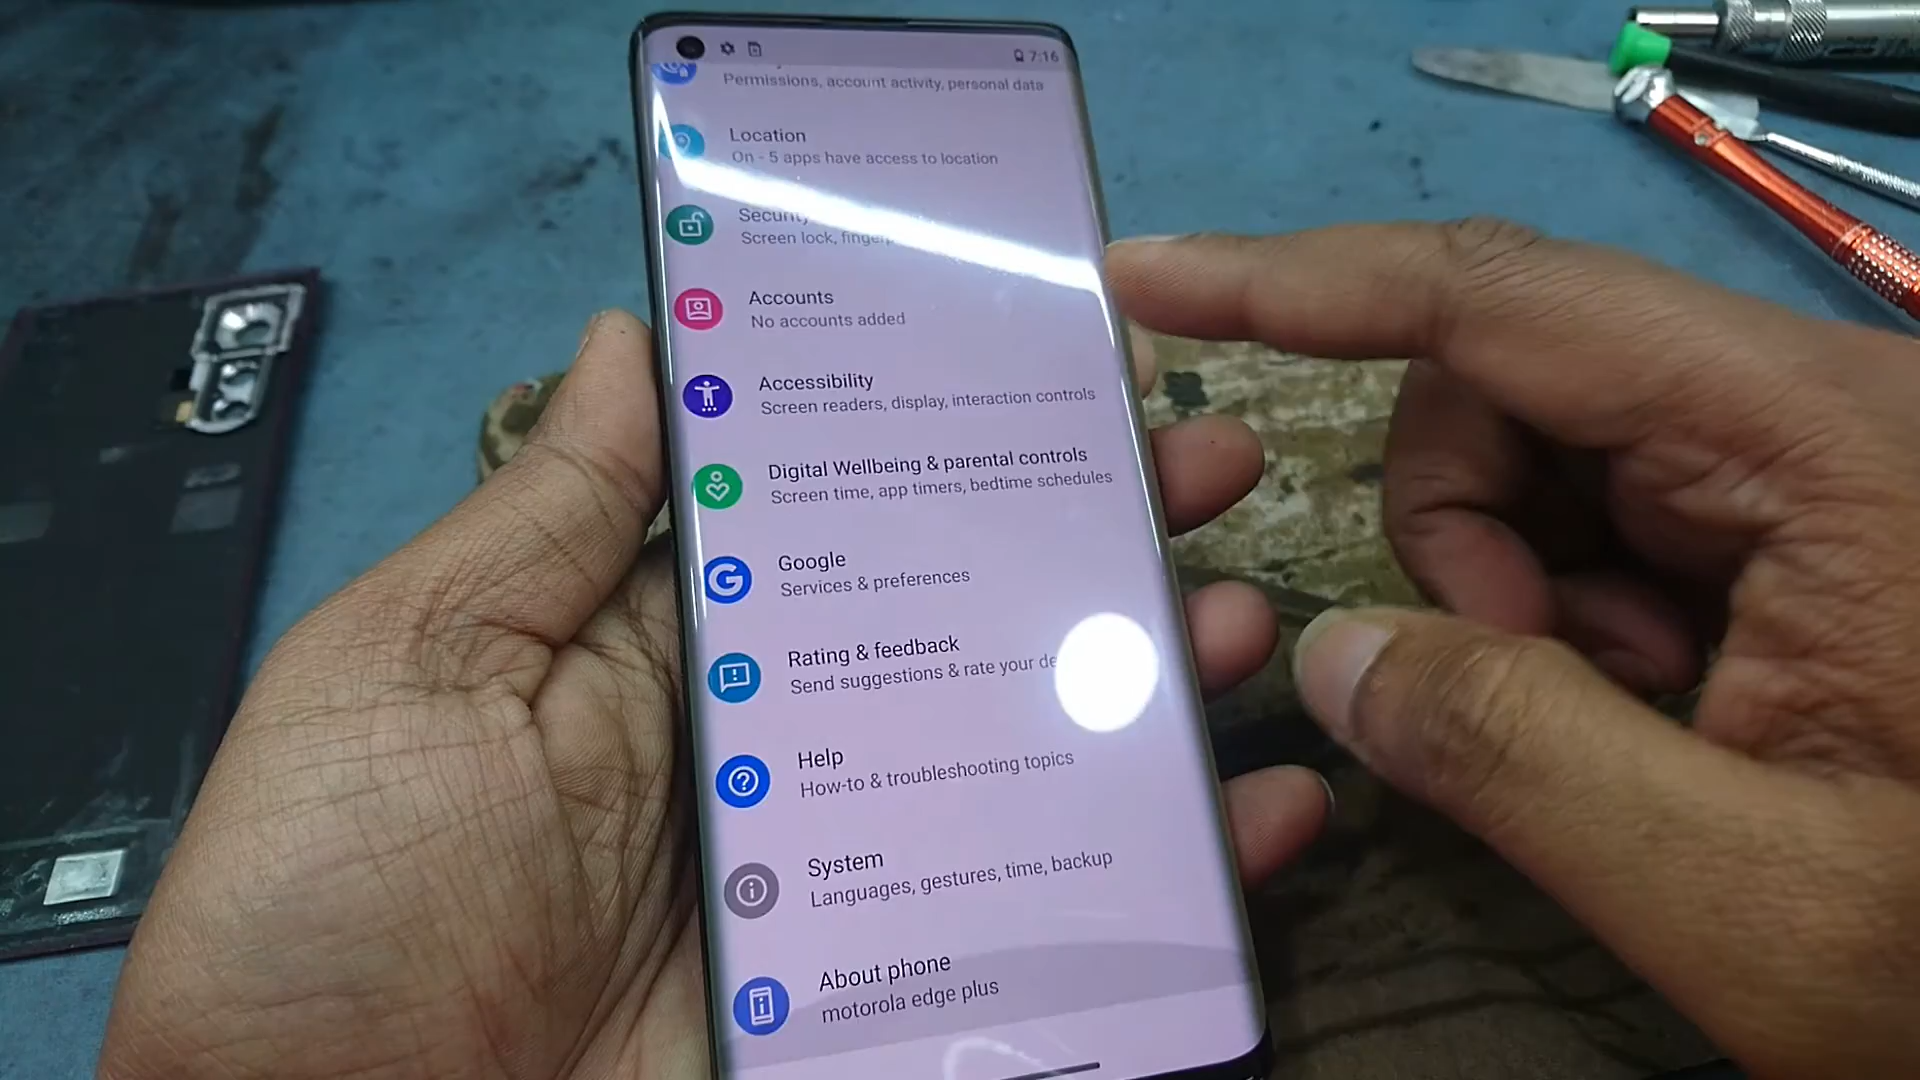 7:16
Permissions, account activity, personal data
Location
On - 5 apps have access to location
Security
Screen lock,
Accounts
No accounts added
Accessibility
Screen readers, display, interaction controls
Digital Wellbeing & parental controls
Screen time, app timers, bedtime schedules
Google
Services & preferences
Rating & feedback
Send suggestions & rate your de
Help
How-to & troubleshooting topics
System
Languages, gestures, time, backup
About phone
motorola edge plus